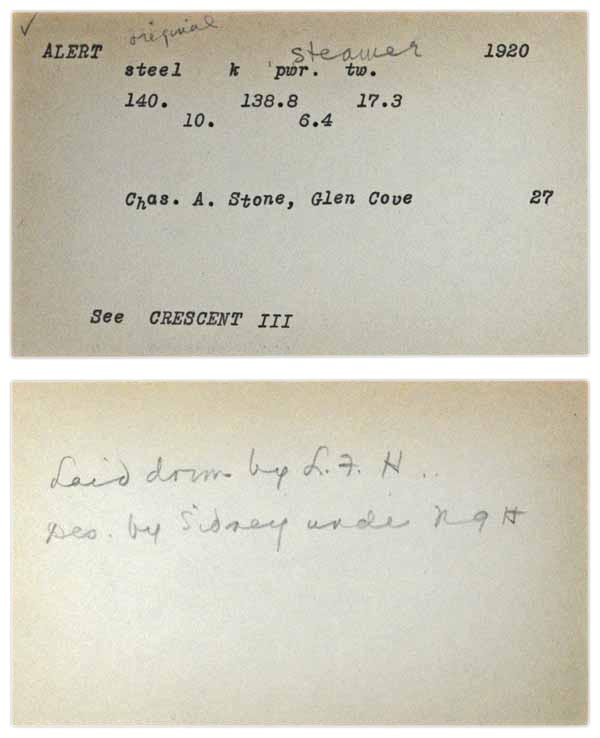 ✓ original
ALERT steamer 1920
steel k pwr. tw.
140. 138.8 17.3
10. 6.4
Chas. A. Stone, Glen Cove 27
See CRESCENT III
Laid down by L. F. H..
Des. by Sidney under N G H